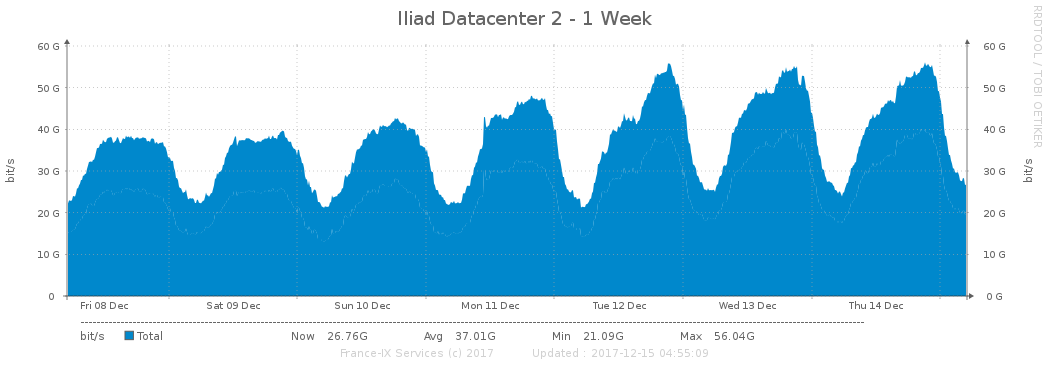 Iliad Datacenter 2 - 1 Week
RRDTOOL / TOBI OETIKER
60 G 60 G
50 G 50 G
40 G 40 G
30 G 30 G
20 G 20 G
10 G 10 G
0 0 G
bit/s
bit/s
Fri 08 Dec Sat 09 Dec Sun 10 Dec Mon 11 Dec Tue 12 Dec Wed 13 Dec Thu 14 Dec
bit/s Total Now 26.76G Avg 37.01G Min 21.09G Max 56.04G
France-IX Services (c) 2017 Updated : 2017-12-15 04:55:09